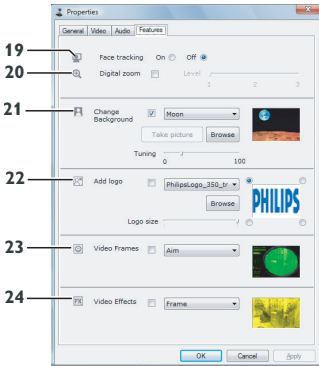 Properties
General Video Audio Features
19 Face tracking On Off
20 Digital zoom Level
1 2 3
21 Change Background Moon
Take picture Browse
Tuning
0 100
22 Add logo PhilipsLogo_350_tr
Browse
PHILIPS
Logo size
23 Video Frames Aim
24 FX Video Effects Frame
OK Cancel Apply